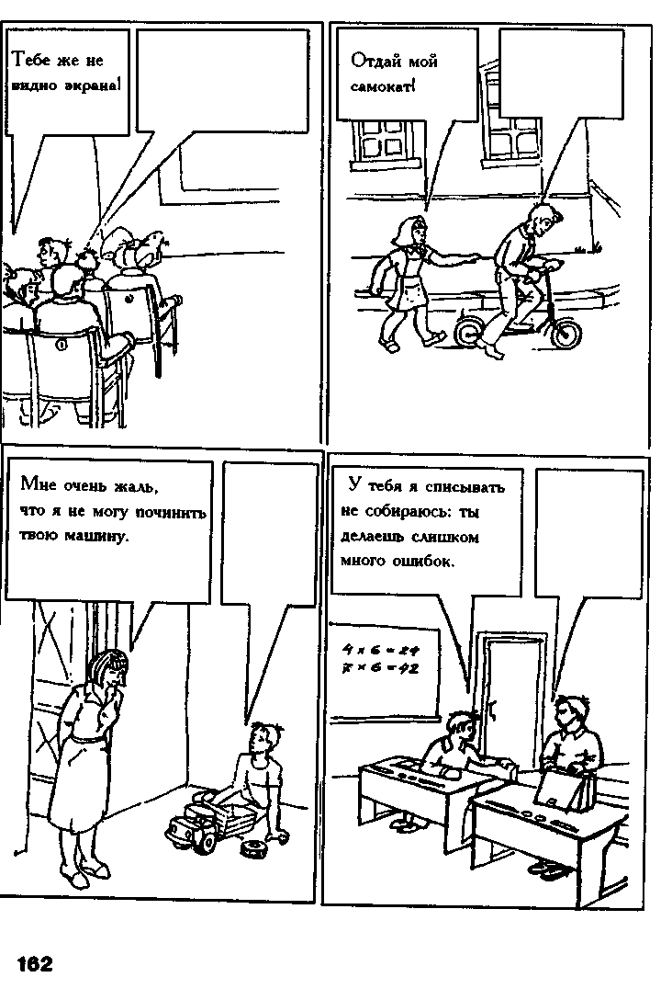 Тебе же не
видно экрана!
Отдай мой
самокат!
Мне очень жаль,
что я не могу починить
твою машину.
У тебя я списывать
не собираюсь: ты
делаешь слишком
много ошибок.
4 × 6 = 24
7 × 6 = 42
162